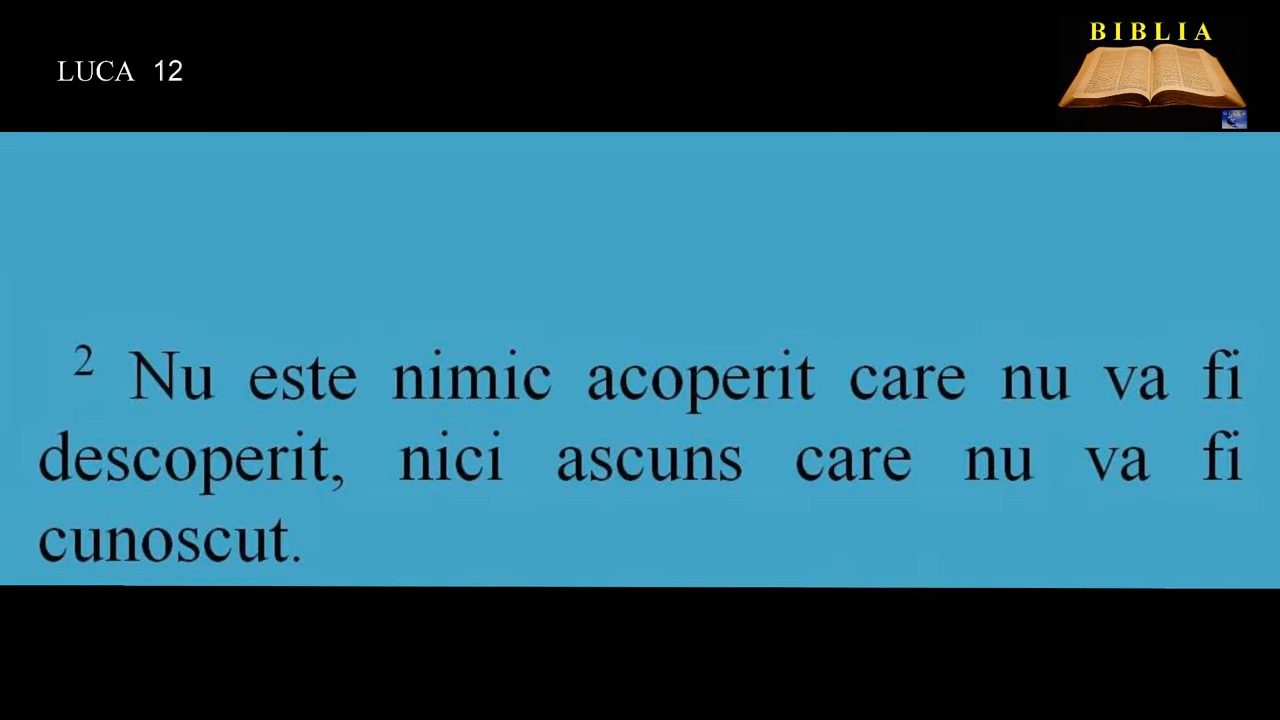 BIBLIA
LUCA 12
2 Nu este nimic acoperit care nu va fi
descoperit, nici ascuns care nu va fi
cunoscut.